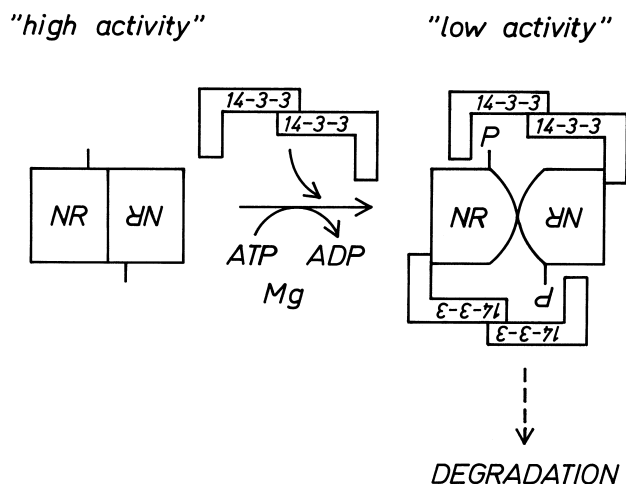 "high activity"
"low activity"
14-3-3
14-3-3
14-3-3
14-3-3
P
NR
NR
NR
NR
ATP
ADP
Mg
P
14-3-3
14-3-3
DEGRADATION